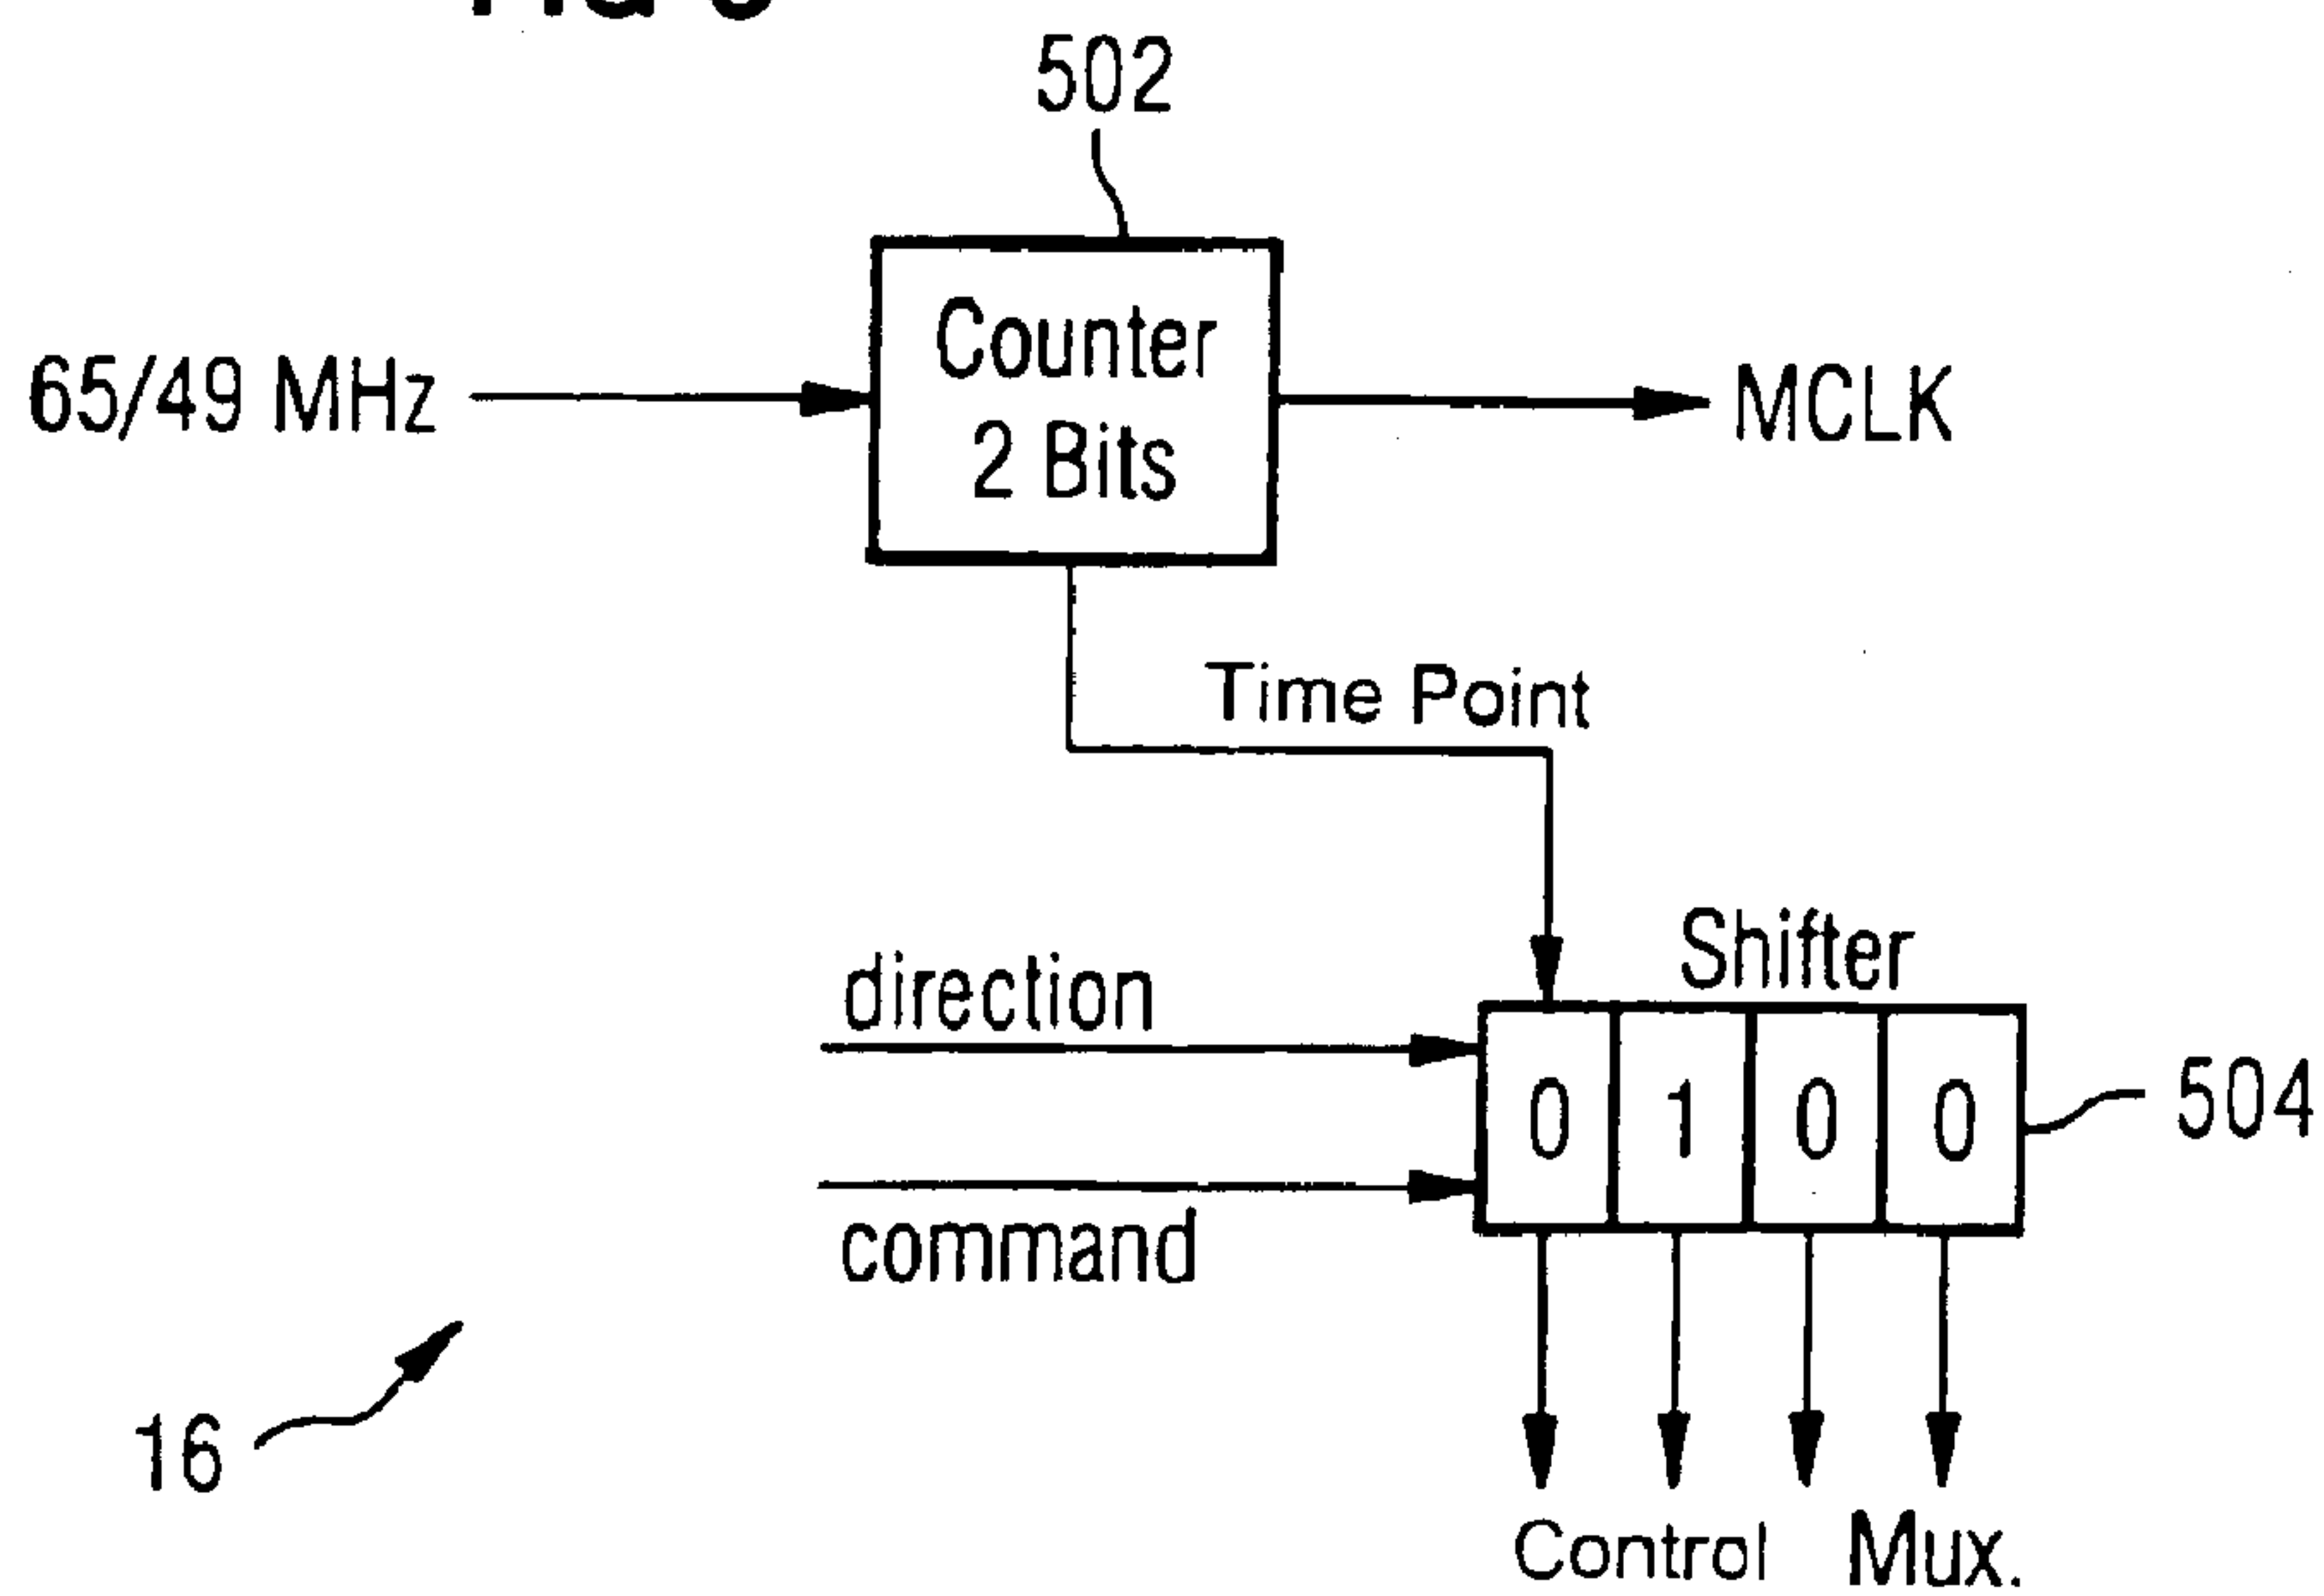 502
Counter
2 Bits
65/49 MHz
MCLK
Time Point
Shifter
direction
0 1 0 0
504
command
16
Control Mux.